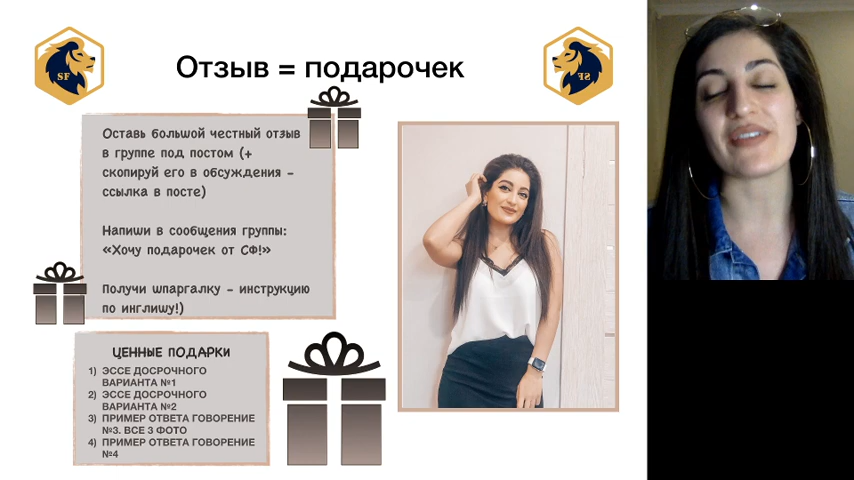 SF
Отзыв = подарочек
SF
Оставь большой честный отзыв
в группе под постом (+
скопируй его в обсуждения –
ссылка в посте)
Напиши в сообщения группы:
«Хочу подарочек от СФ!»
Получи шпаргалку – инструкцию
по инглишу!)
ЦЕННЫЕ ПОДАРКИ
1) ЭССЕ ДОСРОЧНОГО
ВАРИАНТА №1
2) ЭССЕ ДОСРОЧНОГО
ВАРИАНТА №2
3) ПРИМЕР ОТВЕТА ГОВОРЕНИЕ
№3. ВСЕ 3 ФОТО
4) ПРИМЕР ОТВЕТА ГОВОРЕНИЕ
№4